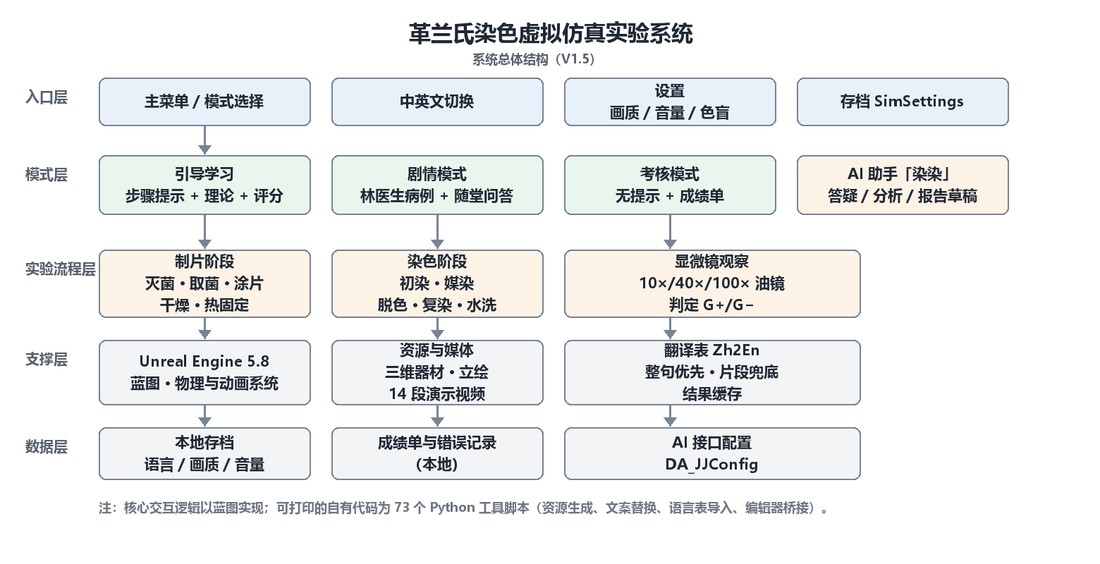 革兰氏染色虚拟仿真实验系统
系统总体结构（V1.5）
入口层
主菜单 / 模式选择
中英文切换
设置
画质 / 音量 / 色盲
存档 SimSettings
模式层
引导学习
步骤提示 + 理论 + 评分
剧情模式
林医生病例 + 随堂问答
考核模式
无提示 + 成绩单
AI 助手「染染」
答疑 / 分析 / 报告草稿
实验流程层
制片阶段
灭菌・取菌・涂片
干燥・热固定
染色阶段
初染・媒染
脱色・复染・水洗
显微镜观察
10×/40×/100× 油镜
判定 G+/G−
支撑层
Unreal Engine 5.8
蓝图・物理与动画系统
资源与媒体
三维器材・立绘
14 段演示视频
翻译表 Zh2En
整句优先・片段兜底
结果缓存
数据层
本地存档
语言 / 画质 / 音量
成绩单与错误记录
（本地）
AI 接口配置
DA_JJConfig
注：核心交互逻辑以蓝图实现；可打印的自有代码为 73 个 Python 工具脚本（资源生成、文案替换、语言表导入、编辑器桥接）。